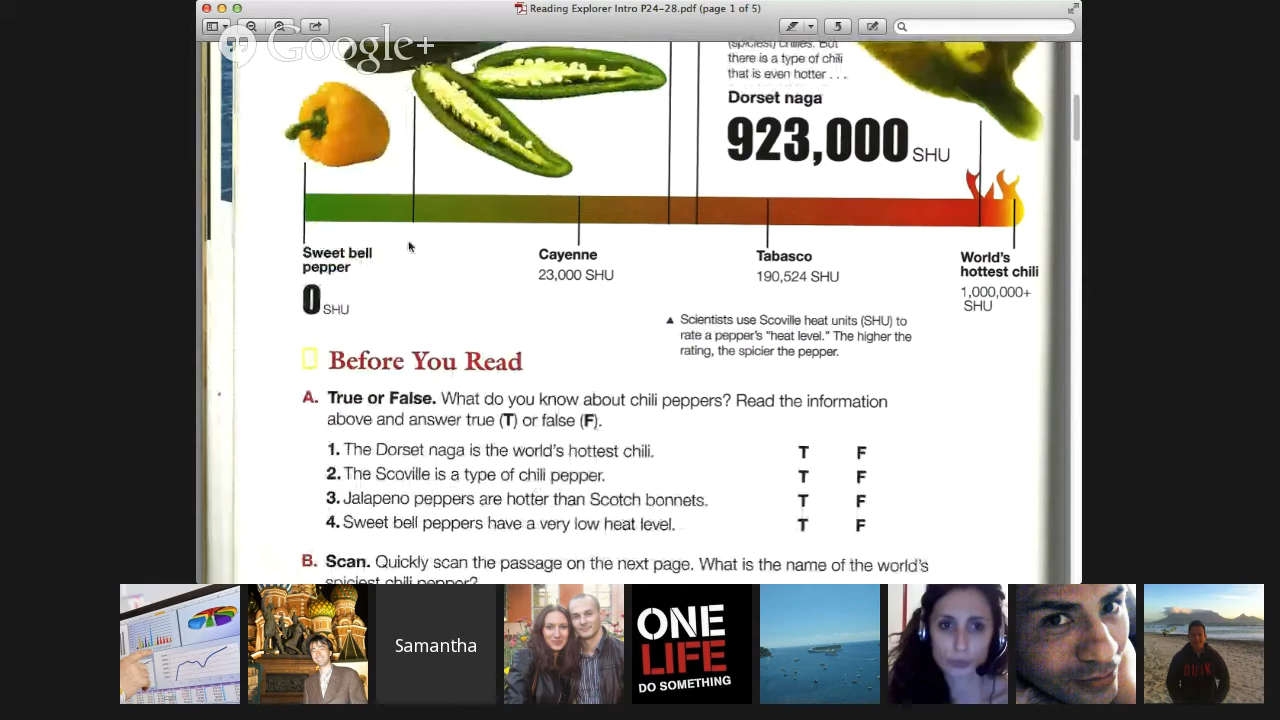 Reading Explorer Intro P24-28.pdf (page 1 of 5)
Google+
(spiciest) chilies. But
there is a type of chili
that is even hotter . . .
Dorset naga
923,000 SHU
Sweet bell
pepper
0 SHU
Cayenne
23,000 SHU
Tabasco
190,524 SHU
World's
hottest chili
1,000,000+
SHU
▲ Scientists use Scoville heat units (SHU) to
rate a pepper's "heat level." The higher the
rating, the spicier the pepper.
Before You Read
A. True or False. What do you know about chili peppers? Read the information
above and answer true (T) or false (F).
1. The Dorset naga is the world's hottest chili. T F
2. The Scoville is a type of chili pepper. T F
3. Jalapeno peppers are hotter than Scotch bonnets. T F
4. Sweet bell peppers have a very low heat level. T F
B. Scan. Quickly scan the passage on the next page. What is the name of the world's
spiciest chili pepper?
Samantha
ONE
LIFE
DO SOMETHING